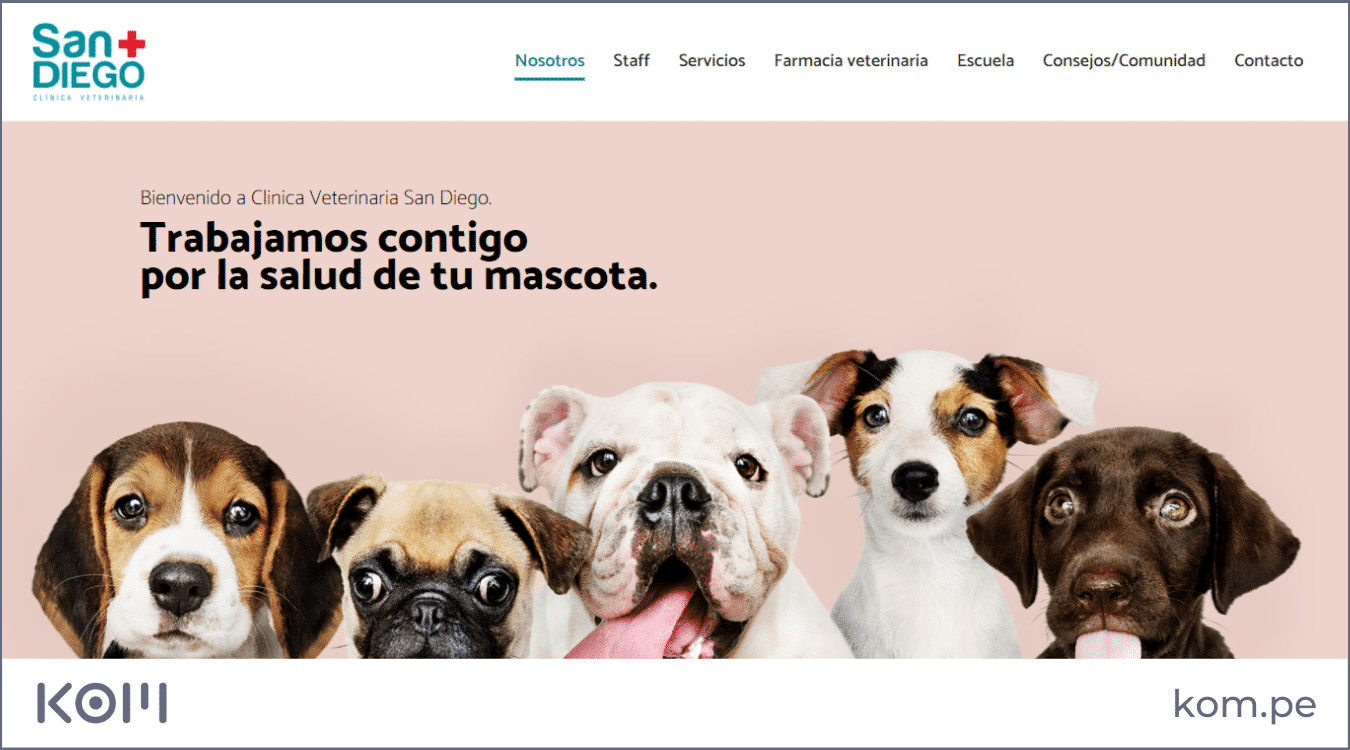 San
DIEGO
CLÍNICA VETERINARIA
Nosotros Staff Servicios Farmacia veterinaria Escuela Consejos/Comunidad Contacto
Bienvenido a Clinica Veterinaria San Diego.
Trabajamos contigo
por la salud de tu mascota.
KOM
kom.pe